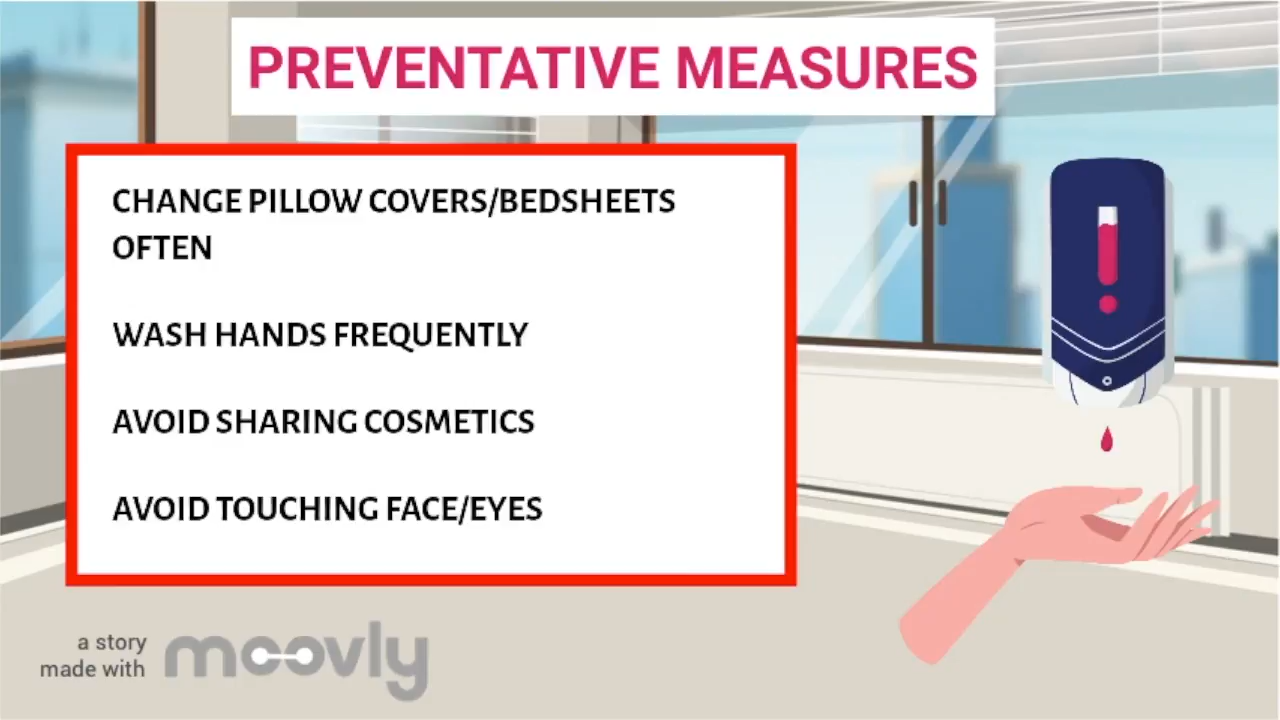 PREVENTATIVE MEASURES
CHANGE PILLOW COVERS/BEDSHEETS
OFTEN
WASH HANDS FREQUENTLY
AVOID SHARING COSMETICS
AVOID TOUCHING FACE/EYES
a story
made with
moovly